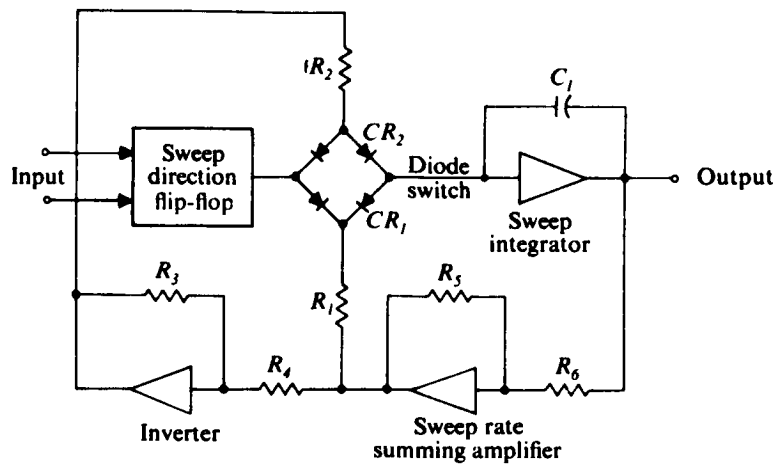 R2
C1
CR2
Input
Sweep
direction
flip-flop
Diode
switch
Output
CR1
Sweep
integrator
R3
R1
R5
R4
R6
Inverter
Sweep rate
summing amplifier